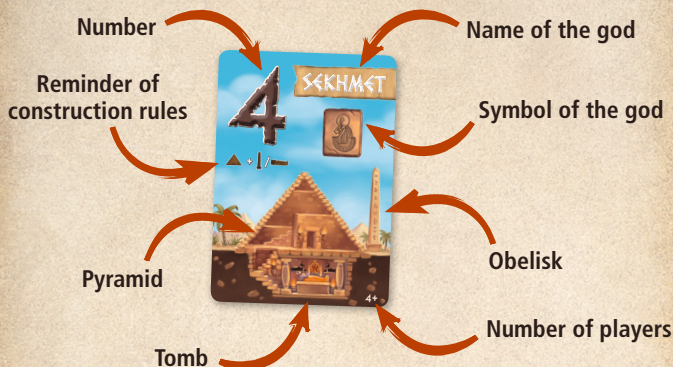 Number
Name of the god
Reminder of
construction rules
4
SEKHMET
Symbol of the god
Pyramid
Obelisk
4+
Number of players
Tomb